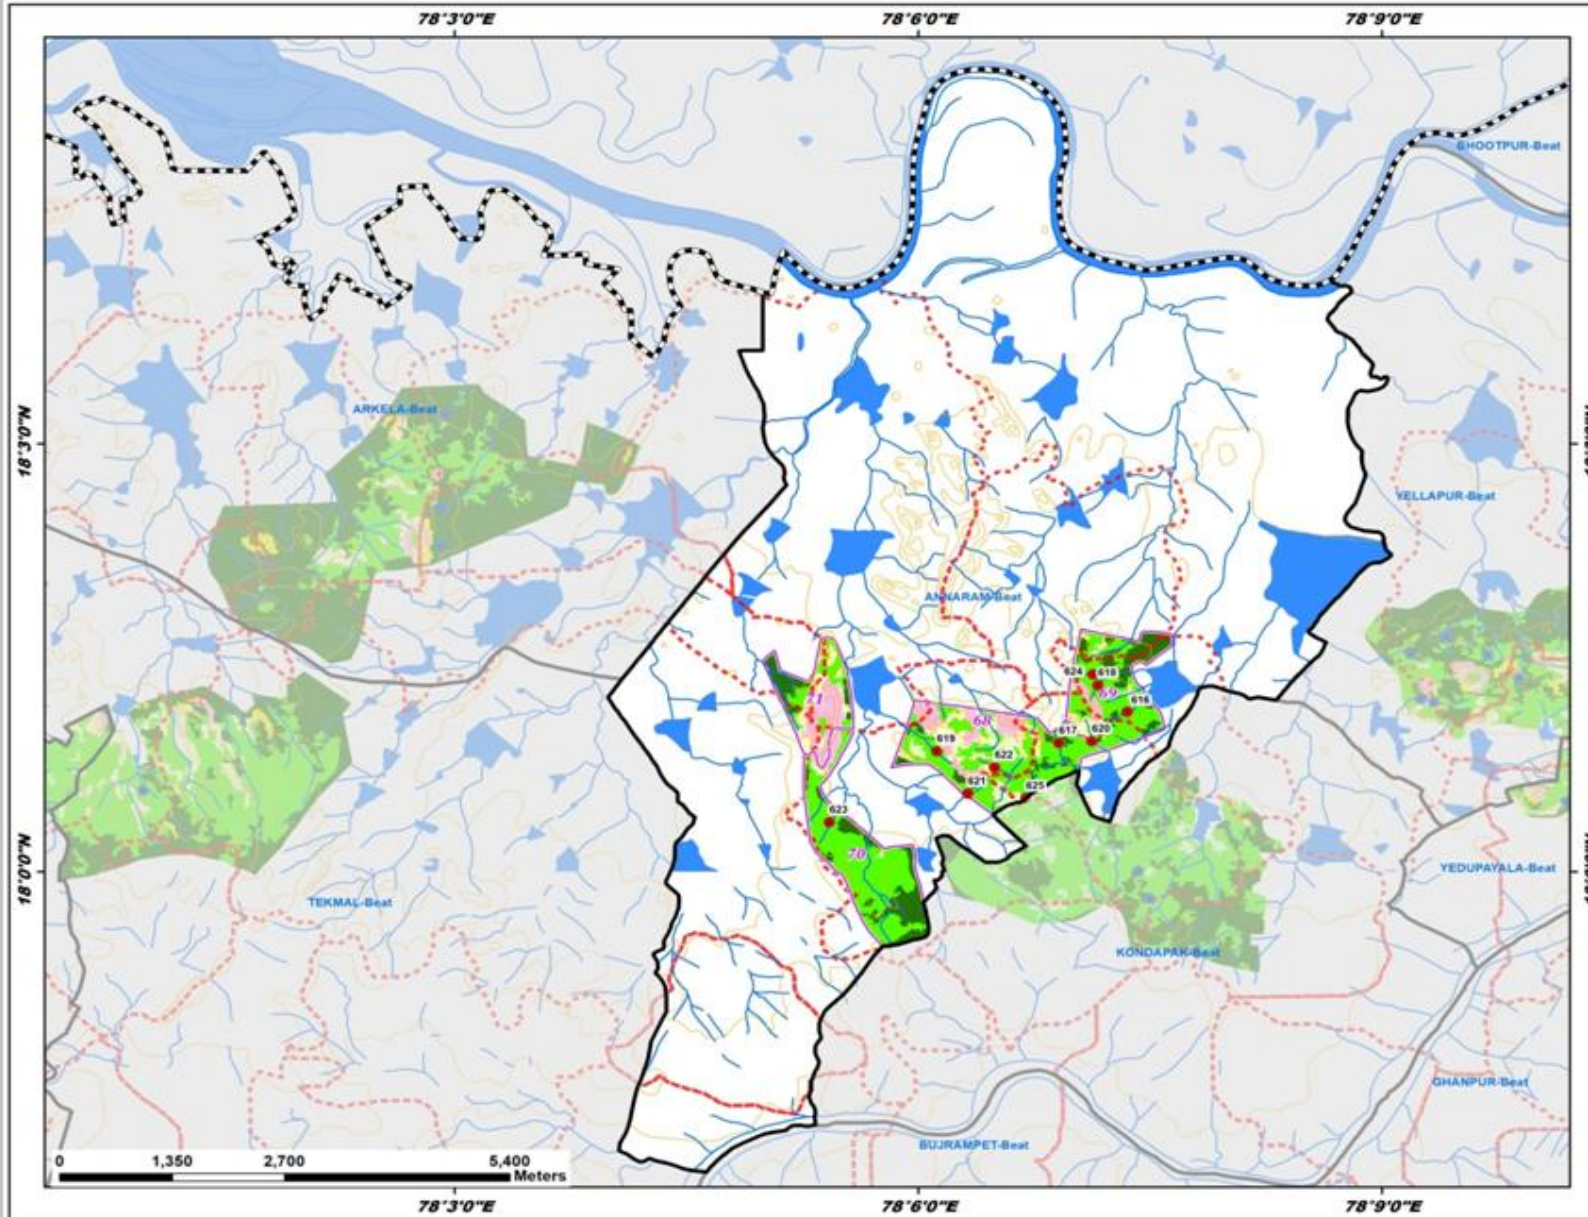 78°3'0"E
78°6'0"E
78°9'0"E
BHOOTPUR-Beat
ARKELA-Beat
18°3'0"N
YELLAPUR-Beat
ANNARAM-Beat
624
618
69
71
616
68
619
617
620
622
621
625
623
70
18°0'0"N
YEDUPAYALA-Beat
TEKMAL-Beat
KONDAPAK-Beat
GHANPUR-Beat
BUJRAMPET-Beat
0
1,350
2,700
5,400
Meters
78°3'0"E
78°6'0"E
78°9'0"E